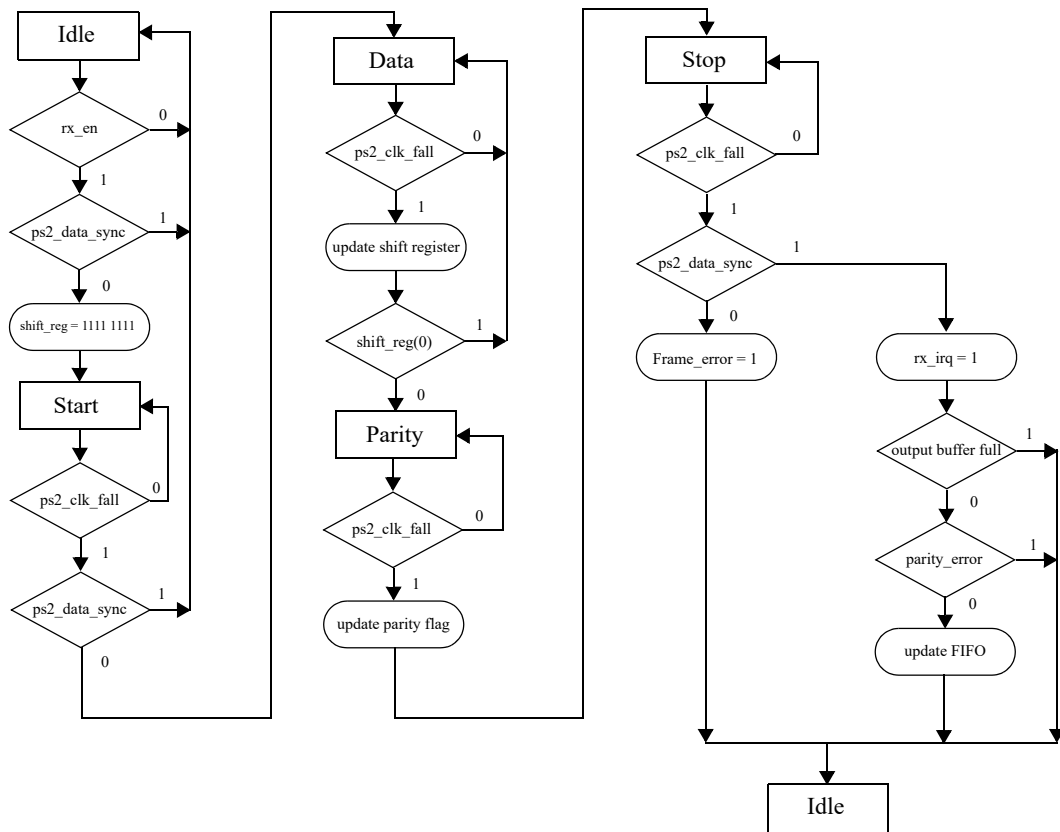 Idle
rx_en
0
1
ps2_data_sync
1
0
shift_reg = 1111 1111
Start
ps2_clk_fall
0
1
ps2_data_sync
1
0
Data
ps2_clk_fall
0
1
update shift register
shift_reg(0)
1
0
Parity
ps2_clk_fall
0
1
update parity flag
Stop
ps2_clk_fall
0
1
ps2_data_sync
1
0
Frame_error = 1
rx_irq = 1
output buffer full
1
0
parity_error
1
0
update FIFO
Idle